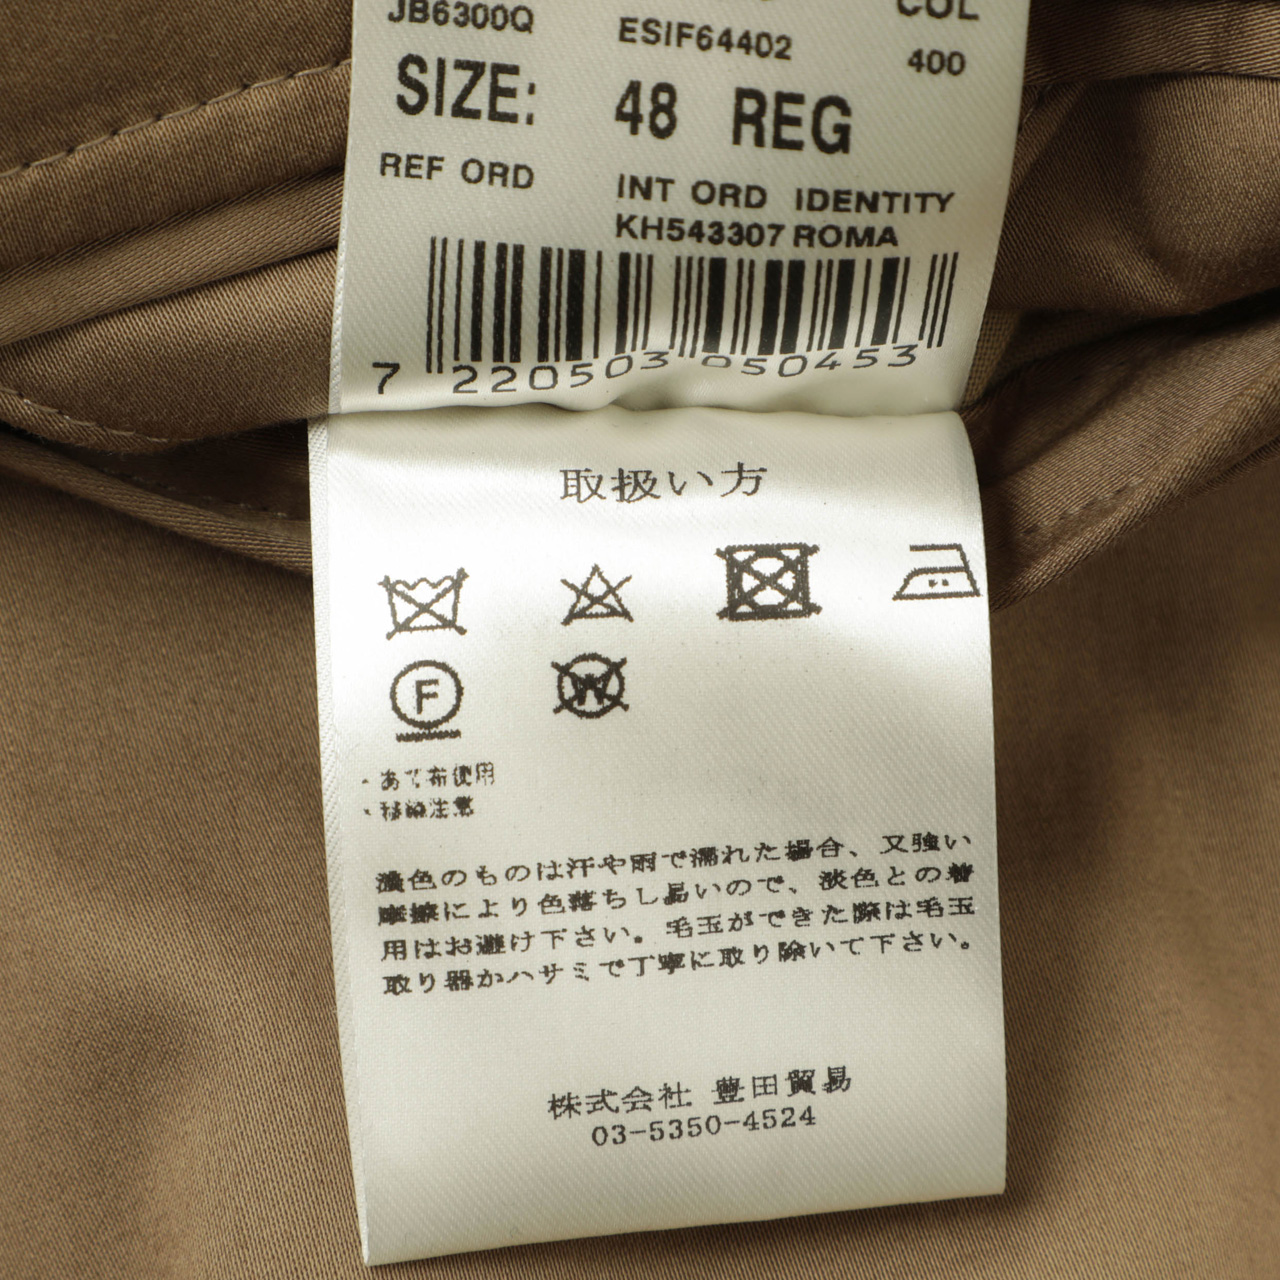 COL
JB6300Q ESIF64402 400
SIZE: 48 REG
REF ORD INT ORD IDENTITY
KH543307 ROMA
7 220503 050453
取扱い方
F W
・あて布使用
・移染注意
濃色のものは汗や雨で濡れた場合、又強い
摩擦により色落ちし易いので、淡色との着
用はお避け下さい。毛玉ができた際は毛玉
取り器かハサミで丁寧に取り除いて下さい。
株式会社 豊田貿易
03-5350-4524